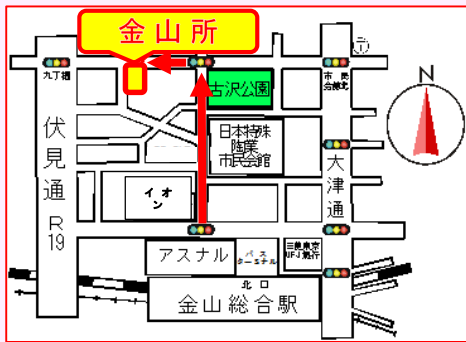 金山所
九丁堀
市民
会館北
〒
N
古沢公園
伏見通
R19
日本特殊
陶業
市民会館
大津通
イオ
ン
アスナル
バス
ターミナル
三菱東京
UFJ銀行
北口
金山総合駅